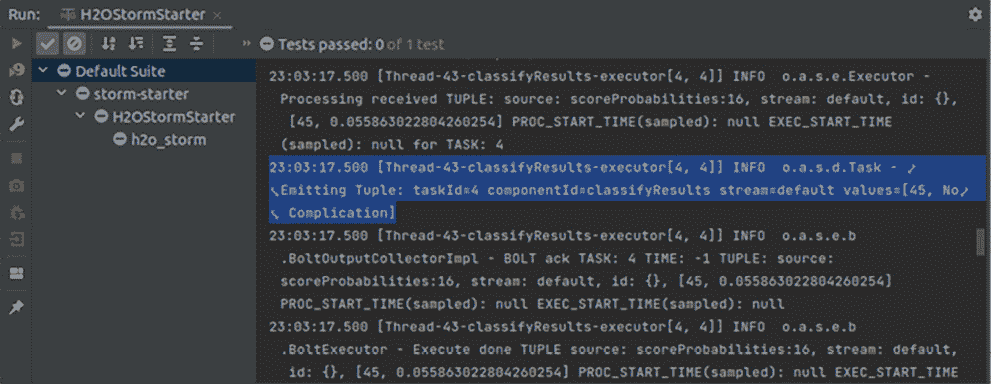 Run: H2OStormStarter
Tests passed: 0 of 1 test
Default Suite
storm-starter
H2OStormStarter
h2o_storm
23:03:17.500 [Thread-43-classifyResults-executor[4, 4]] INFO o.a.s.e.Executor -
Processing received TUPLE: source: scoreProbabilities:16, stream: default, id: {},
[45, 0.055863022804260254] PROC_START_TIME(sampled): null EXEC_START_TIME
(sampled): null for TASK: 4
23:03:17.500 [Thread-43-classifyResults-executor[4, 4]] INFO o.a.s.d.Task -
Emitting Tuple: taskId=4 componentId=classifyResults stream=default values=[45, No
Complication]
23:03:17.500 [Thread-43-classifyResults-executor[4, 4]] INFO o.a.s.e.b
.BoltOutputCollectorImpl - BOLT ack TASK: 4 TIME: -1 TUPLE: source:
scoreProbabilities:16, stream: default, id: {}, [45, 0.055863022804260254]
PROC_START_TIME(sampled): null EXEC_START_TIME(sampled): null
23:03:17.500 [Thread-43-classifyResults-executor[4, 4]] INFO o.a.s.e.b
.BoltExecutor - Execute done TUPLE source: scoreProbabilities:16, stream: default,
id: {}, [45, 0.055863022804260254] PROC_START_TIME(sampled): null EXEC_START_TIME